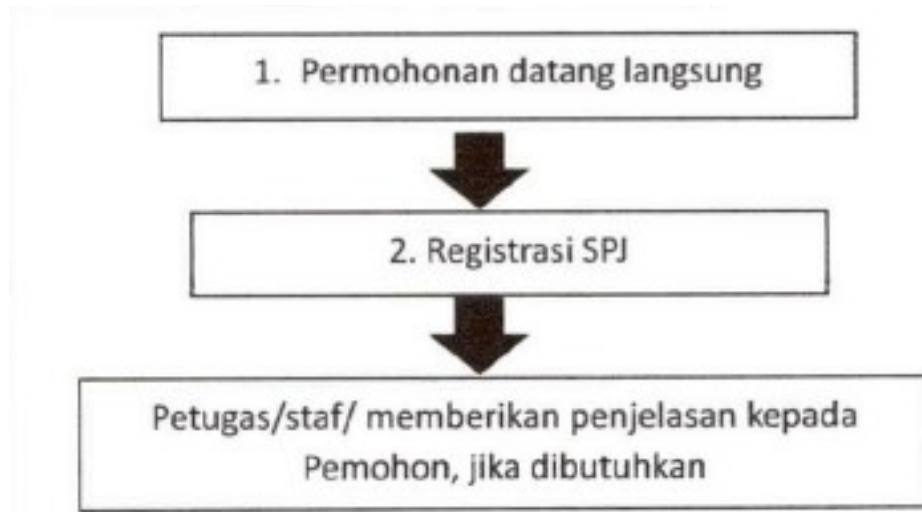 1. Permohonan datang langsung
2. Registrasi SPJ
Petugas/staf/ memberikan penjelasan kepada
Pemohon, jika dibutuhkan